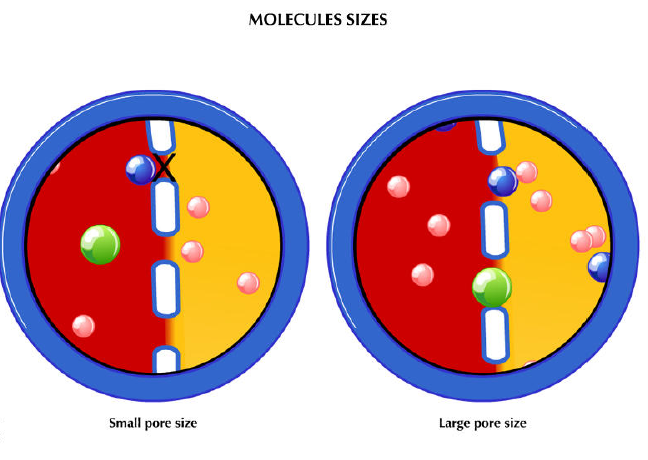 MOLECULES SIZES
X
Small pore size
Large pore size